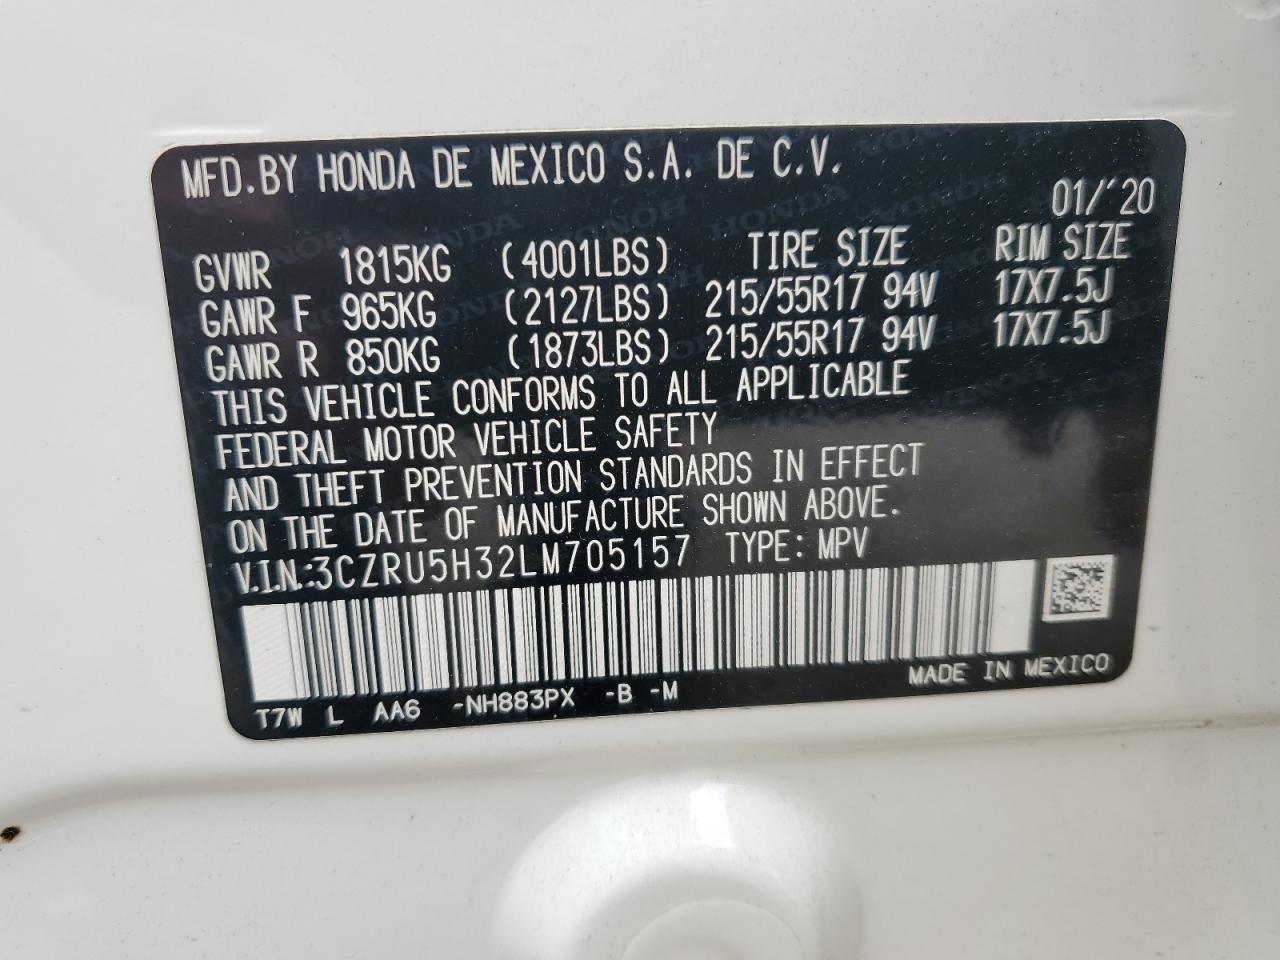 MFD.BY HONDA DE MEXICO S.A. DE C.V.
01/'20
GVWR 1815KG (4001LBS) TIRE SIZE RIM SIZE
GAWR F 965KG (2127LBS) 215/55R17 94V 17X7.5J
GAWR R 850KG (1873LBS) 215/55R17 94V 17X7.5J
THIS VEHICLE CONFORMS TO ALL APPLICABLE
FEDERAL MOTOR VEHICLE SAFETY
AND THEFT PREVENTION STANDARDS IN EFFECT
ON THE DATE OF MANUFACTURE SHOWN ABOVE.
V.I.N.:3CZRU5H32LM705157 TYPE: MPV
MADE IN MEXICO
T7W L AA6 -NH883PX -B -M